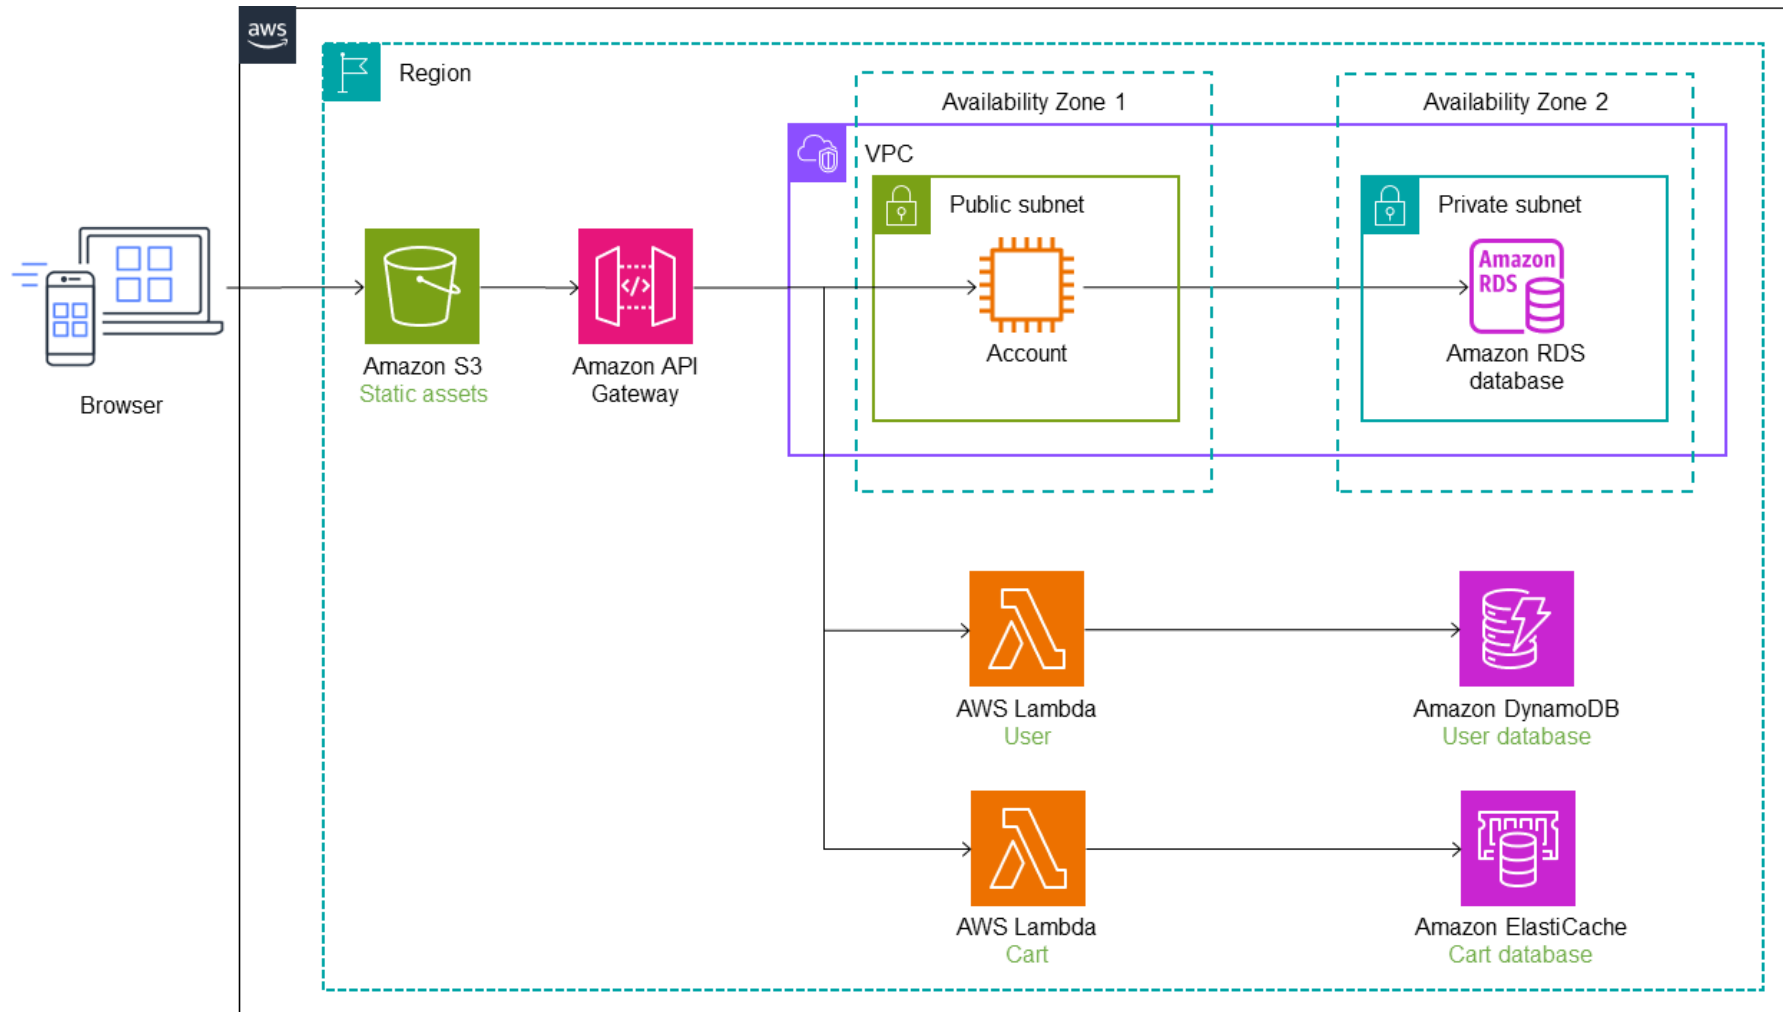 aws
Region
Availability Zone 1
Availability Zone 2
VPC
Public subnet
Private subnet
Amazon
RDS
</>
Browser
Amazon S3
Static assets
Amazon API
Gateway
Account
Amazon RDS
database
AWS Lambda
User
Amazon DynamoDB
User database
AWS Lambda
Cart
Amazon ElastiCache
Cart database